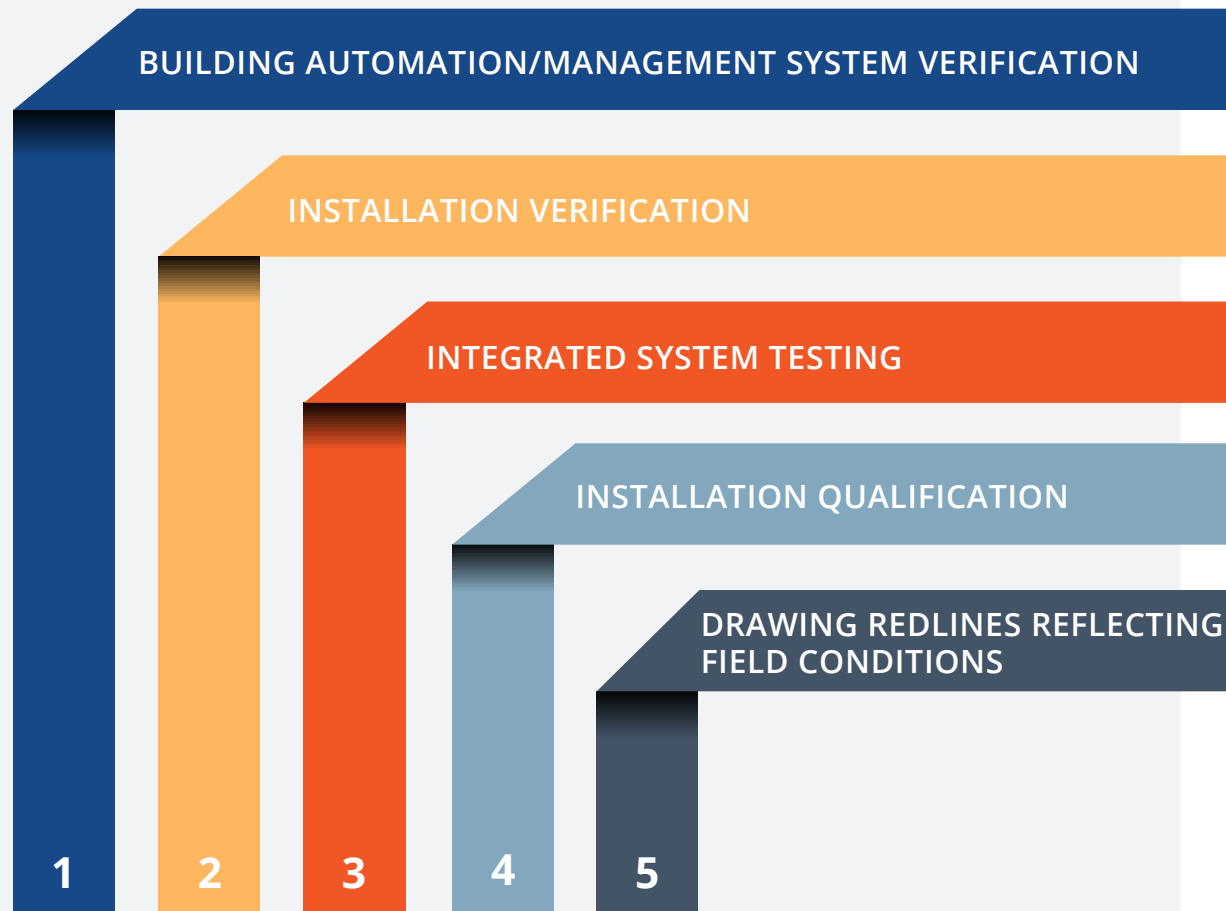 BUILDING AUTOMATION/MANAGEMENT SYSTEM VERIFICATION
INSTALLATION VERIFICATION
INTEGRATED SYSTEM TESTING
INSTALLATION QUALIFICATION
DRAWING REDLINES REFLECTING
FIELD CONDITIONS
1
2
3
4
5